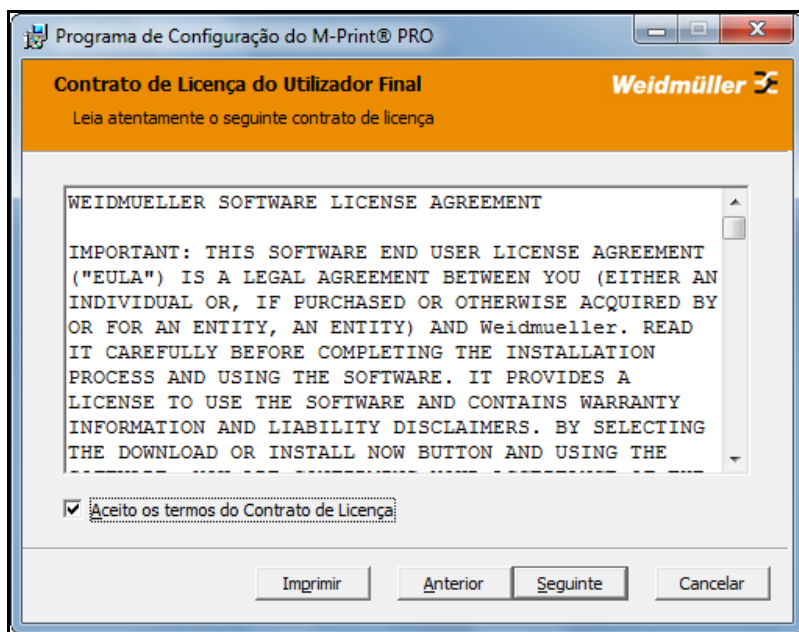 Programa de Configuração do M-Print® PRO
Contrato de Licença do Utilizador Final
Weidmüller
Leia atentamente o seguinte contrato de licença
WEIDMUELLER SOFTWARE LICENSE AGREEMENT
IMPORTANT: THIS SOFTWARE END USER LICENSE AGREEMENT
("EULA") IS A LEGAL AGREEMENT BETWEEN YOU (EITHER AN
INDIVIDUAL OR, IF PURCHASED OR OTHERWISE ACQUIRED BY
OR FOR AN ENTITY, AN ENTITY) AND Weidmueller. READ
IT CAREFULLY BEFORE COMPLETING THE INSTALLATION
PROCESS AND USING THE SOFTWARE. IT PROVIDES A
LICENSE TO USE THE SOFTWARE AND CONTAINS WARRANTY
INFORMATION AND LIABILITY DISCLAIMERS. BY SELECTING
THE DOWNLOAD OR INSTALL NOW BUTTON AND USING THE
Aceito os termos do Contrato de Licença
Imprimir Anterior Seguinte Cancelar